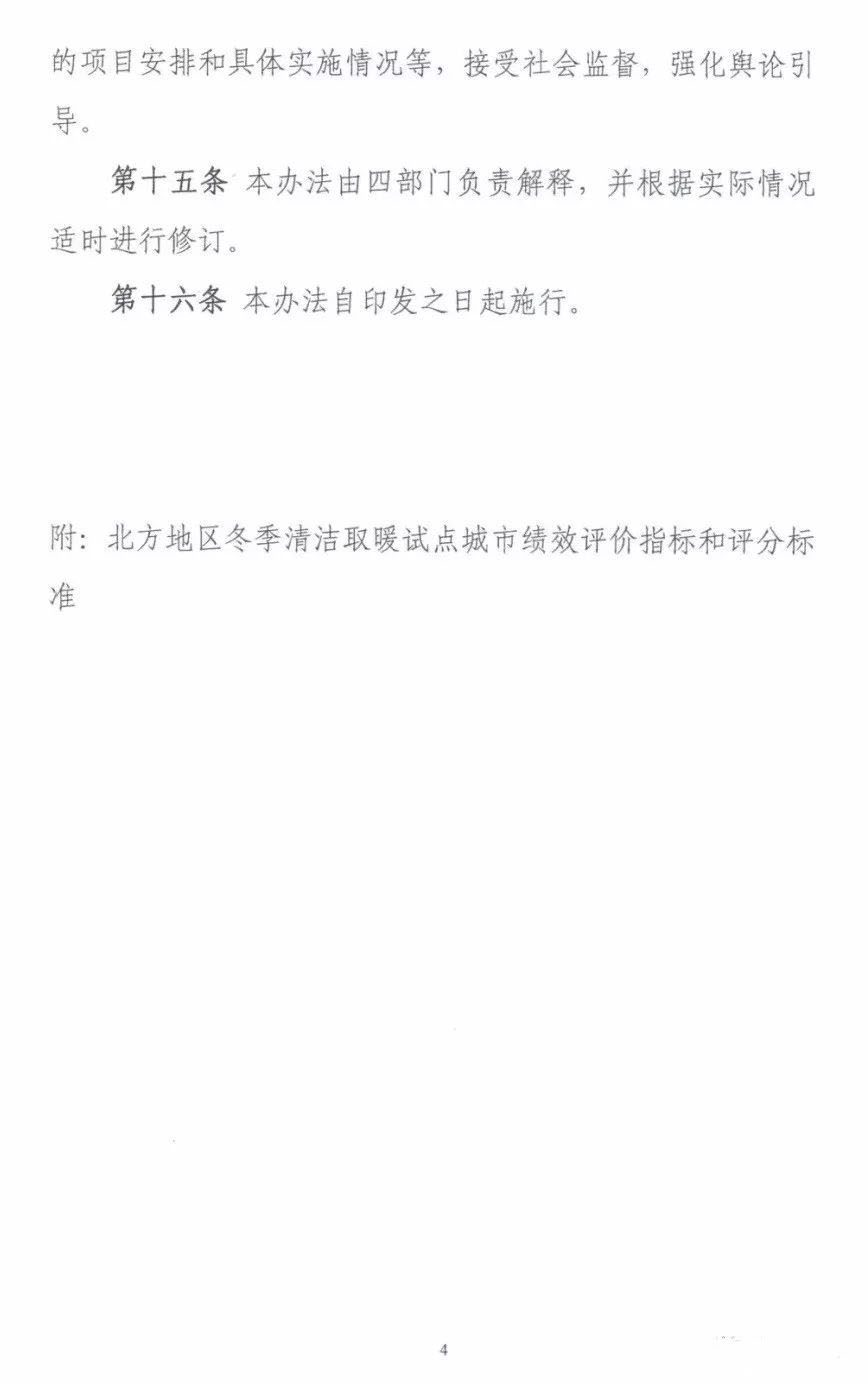 的项目安排和具体实施情况等，接受社会监督，强化舆论引
导。
第十五条 本办法由四部门负责解释，并根据实际情况
适时进行修订。
第十六条 本办法自印发之日起施行。
附：北方地区冬季清洁取暖试点城市绩效评价指标和评分标
准
4